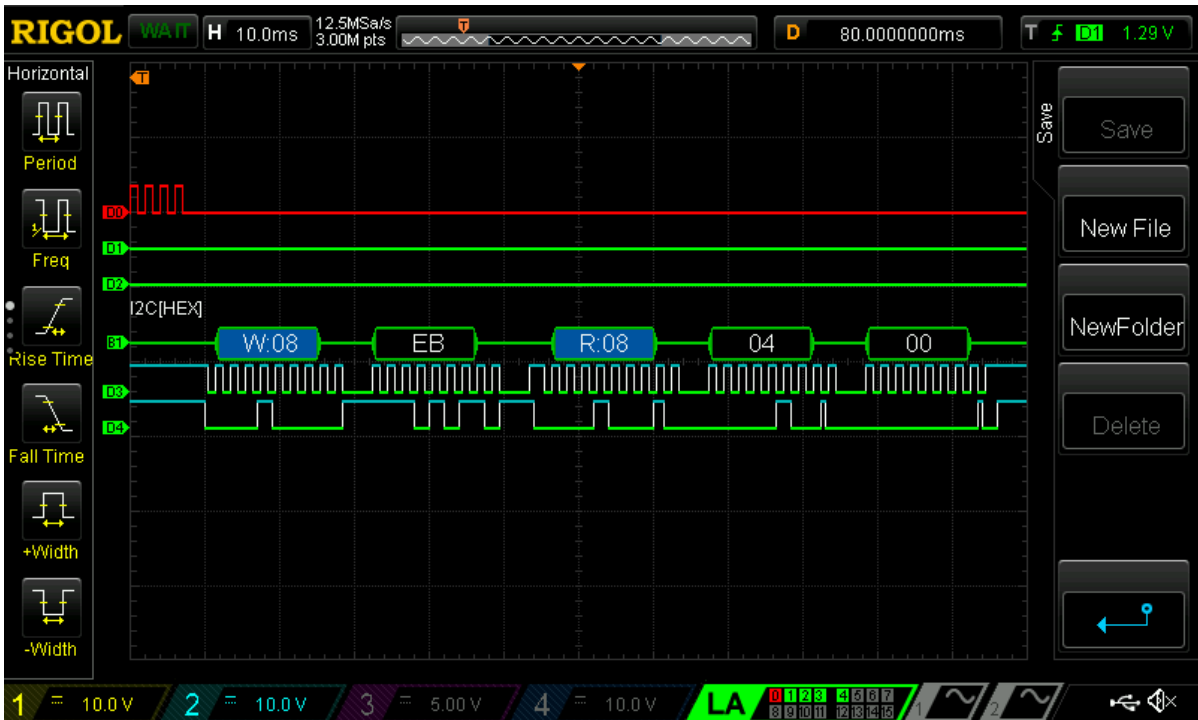 RIGOL WAIT H 10.0ms 12.5MSa/s
3.00M pts
T
D 80.0000000ms T D1 1.29 V
Horizontal
Period
Freq
Rise Time
Fall Time
+Width
-Width
T
D0
D1
D2
I2C[HEX]
B1 W:08 EB R:08 04 00
D3
D4
Save
Save
New File
NewFolder
Delete
1 = 10.0 V 2 = 10.0 V 3 = 5.00 V 4 = 10.0 V LA 0 1 2 3 4 5 6 7
8 9 10 11 12 13 14 15
1 2